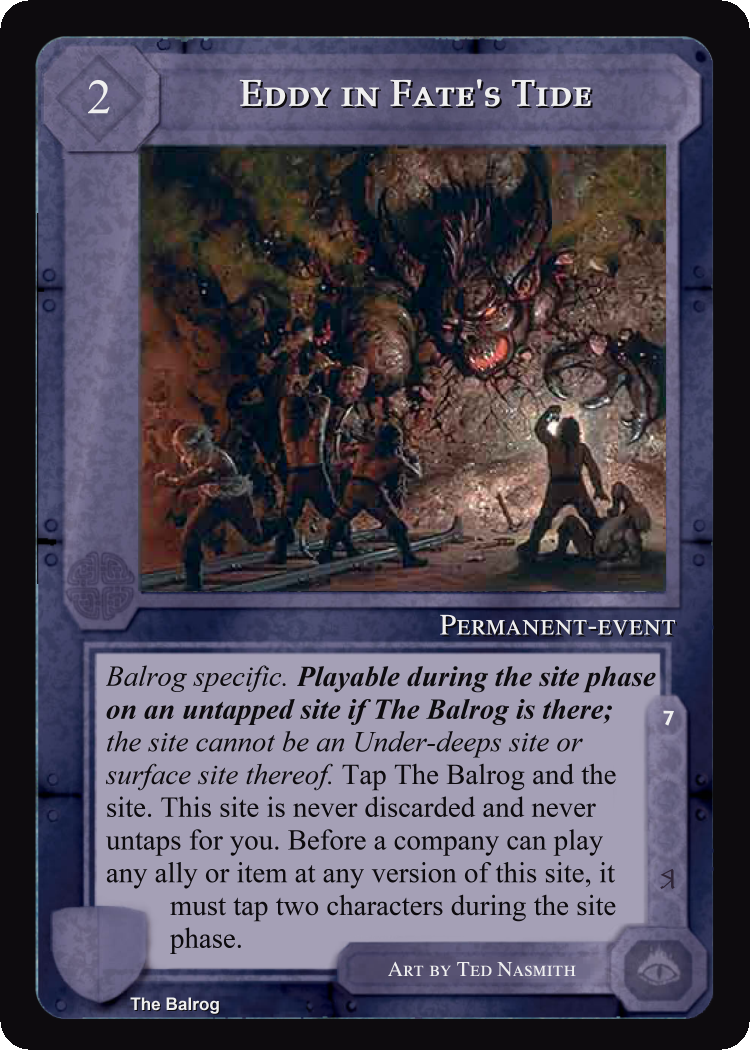 2
Eddy in Fate's Tide
Permanent-event
Balrog specific. Playable during the site phase
on an untapped site if The Balrog is there;
the site cannot be an Under-deeps site or
surface site thereof. Tap The Balrog and the
site. This site is never discarded and never
untaps for you. Before a company can play
any ally or item at any version of this site, it
must tap two characters during the site
phase.
7
Art by Ted Nasmith
The Balrog